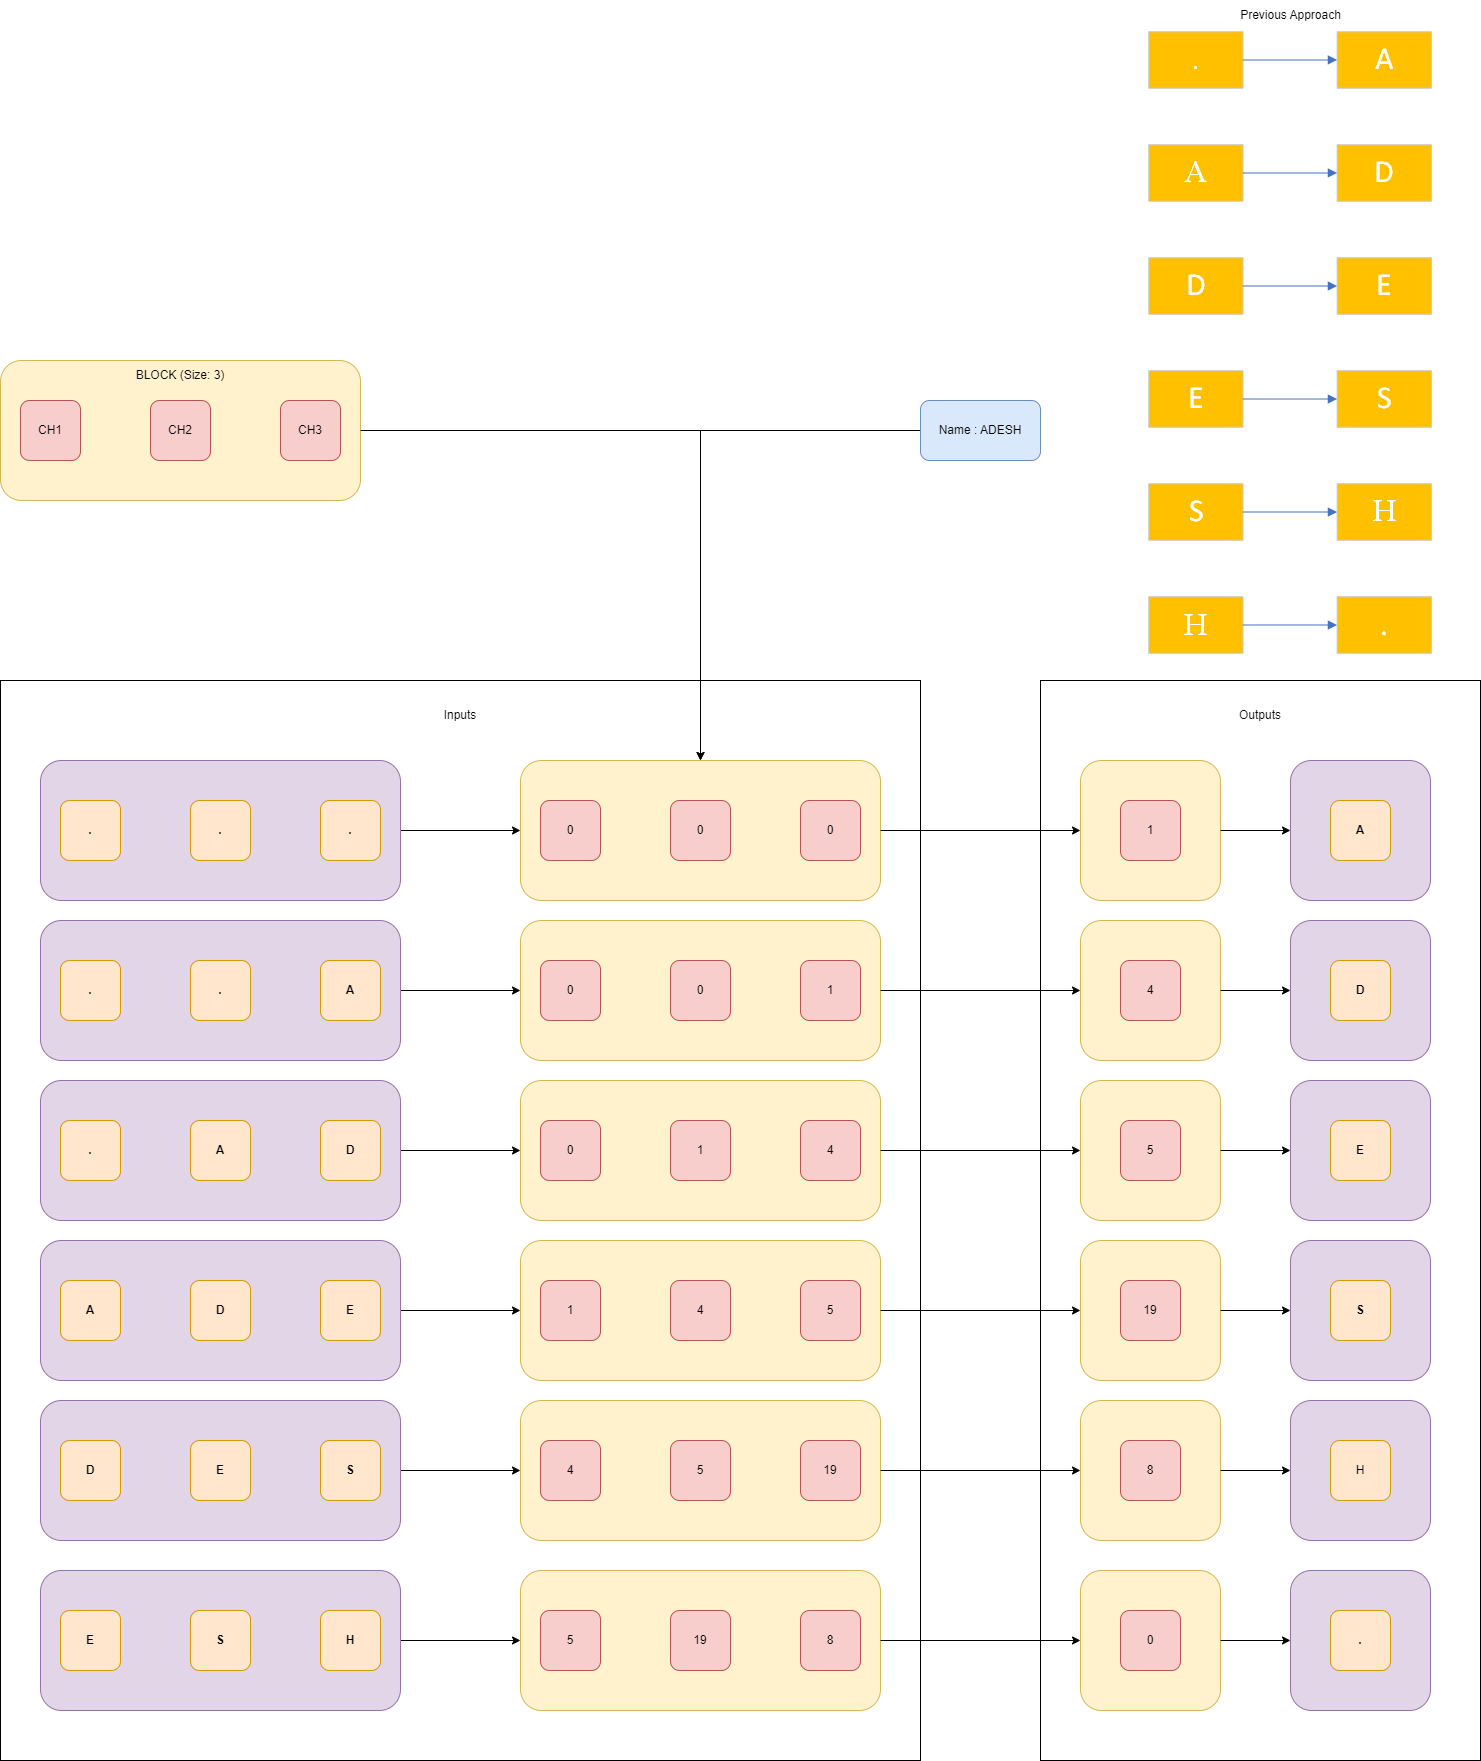 Previous Approach
. A
A D
D E
E S
S H
H .
BLOCK (Size: 3)
CH1 CH2 CH3
Name : ADESH
Inputs
Outputs
. . . 0 0 0 1 A
. . A 0 0 1 4 D
. A D 0 1 4 5 E
A D E 1 4 5 19 S
D E S 4 5 19 8 H
E S H 5 19 8 0 .